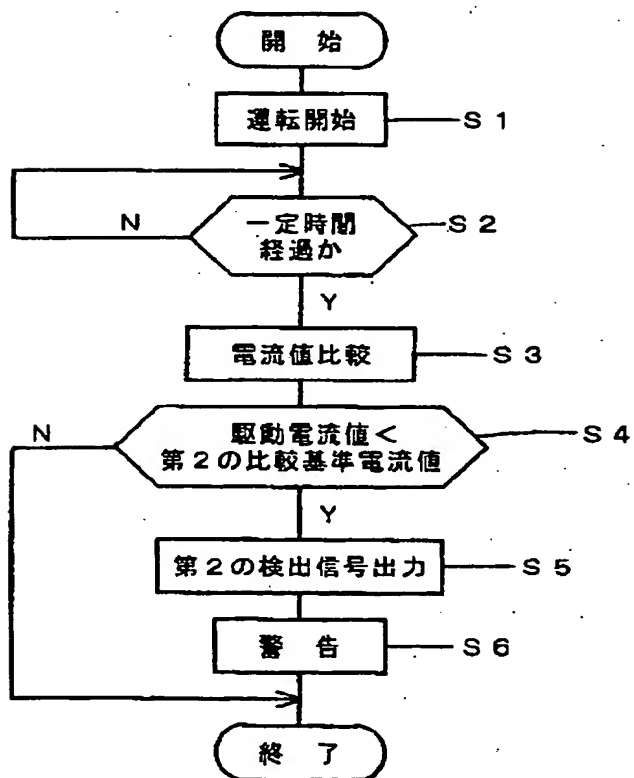 開 始
運転開始 S1
N 一定時間 S2
経過か
Y
電流値比較 S3
N 駆動電流値< S4
第2の比較基準電流値
Y
第2の検出信号出力 S5
警 告 S6
終 了